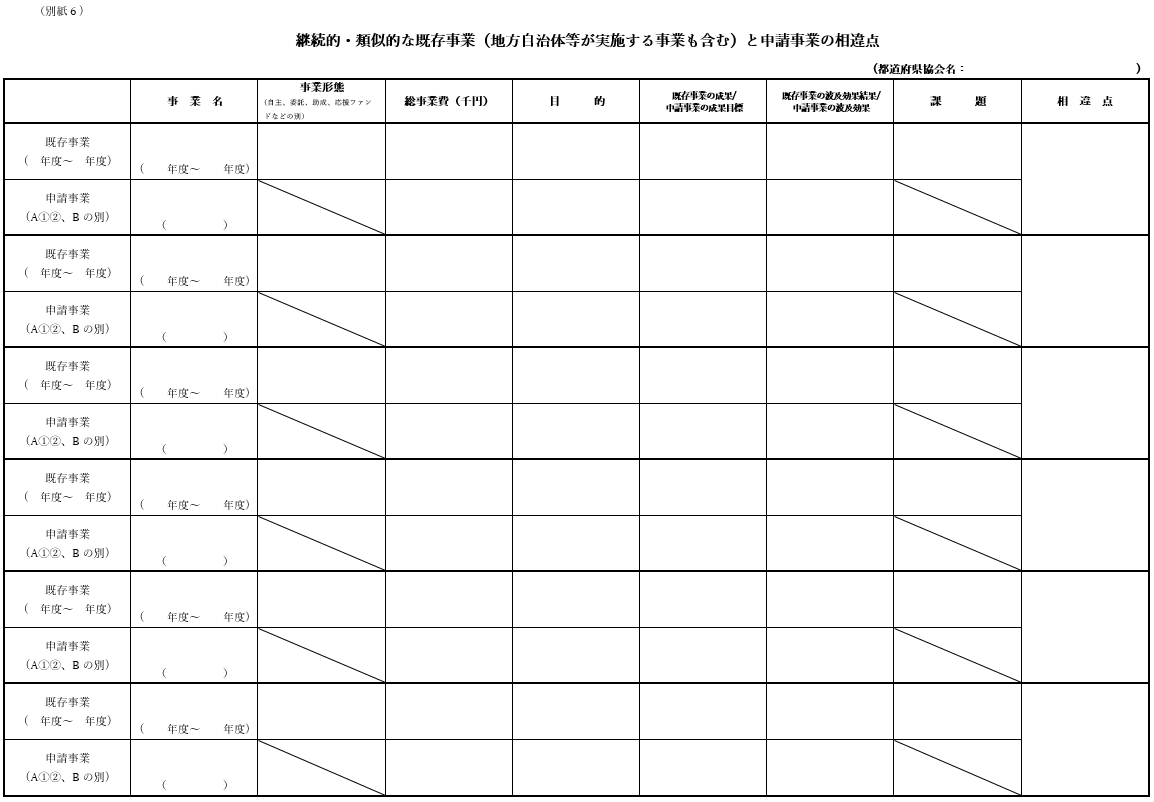 （別紙６）
継続的・類似的な既存事業（地方自治体等が実施する事業も含む）と申請事業の相違点
（都道府県協会名：　　　　　　　　　　　　　　　）
事　業　名
事業形態
（自主、委託、助成、応援ファン
ドなどの別）
総事業費（千円）
目　　　的
既存事業の成果/
申請事業の成果目標
既存事業の波及効果結果/
申請事業の波及効果
課　　　題
相　違　点
既存事業
（　年度～　年度）
（　　年度～　　年度）
申請事業
（A①②、B の別）
（　　　　　）
既存事業
（　年度～　年度）
（　　年度～　　年度）
申請事業
（A①②、B の別）
（　　　　　）
既存事業
（　年度～　年度）
（　　年度～　　年度）
申請事業
（A①②、B の別）
（　　　　　）
既存事業
（　年度～　年度）
（　　年度～　　年度）
申請事業
（A①②、B の別）
（　　　　　）
既存事業
（　年度～　年度）
（　　年度～　　年度）
申請事業
（A①②、B の別）
（　　　　　）
既存事業
（　年度～　年度）
（　　年度～　　年度）
申請事業
（A①②、B の別）
（　　　　　）